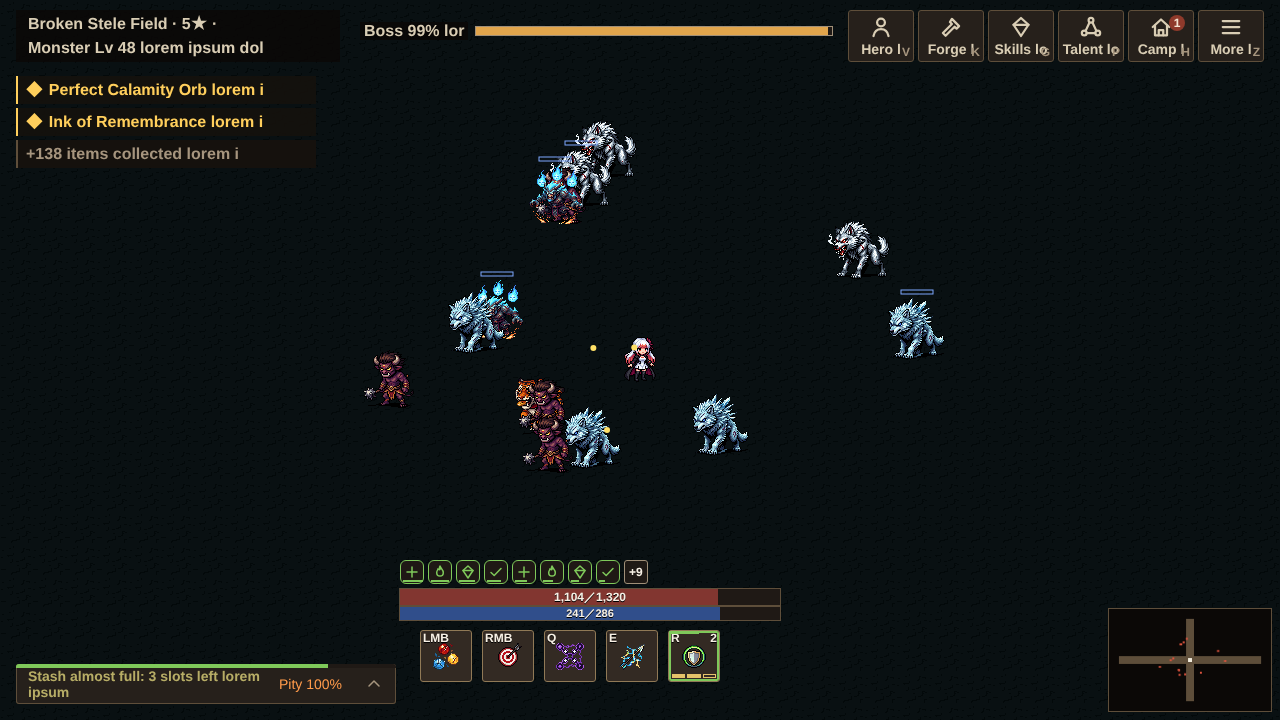 Broken Stele Field · 5★ ·
Monster Lv 48 lorem ipsum dol
Boss 99% lor
Hero l V
Forge l K
Skills lo
Talent lo
Camp l H
1
More l Z
Perfect Calamity Orb lorem i
Ink of Remembrance lorem i
+138 items collected lorem i
+9
1,104／1,320
241／286
LMB
RMB
Q
E
R 2
Stash almost full: 3 slots left lorem
ipsum
Pity 100%